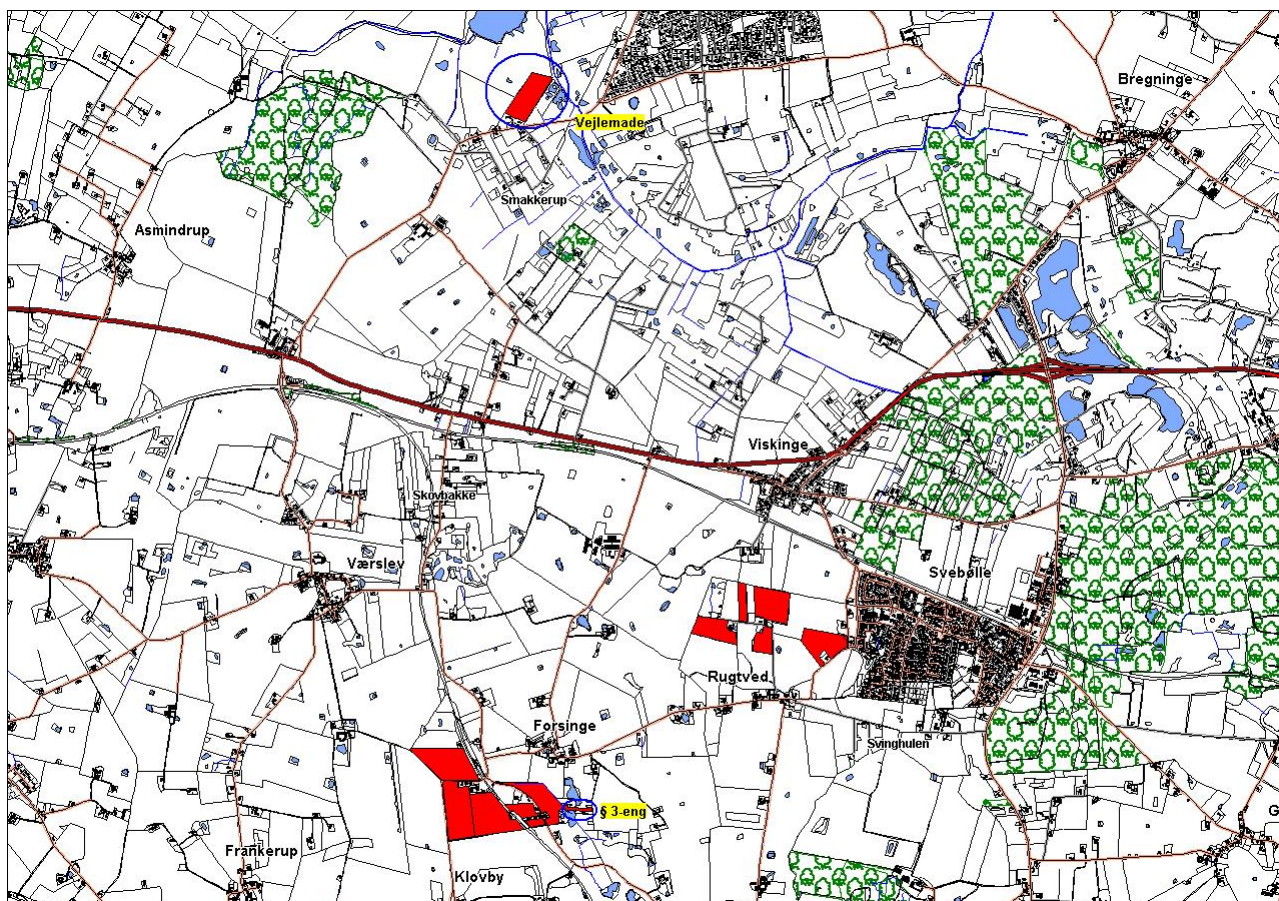 Bregninge
Vejlemade
Smakkerup
Asmindrup
Viskinge
Skovbakke
Værslev
Svebølle
Rugtved
Forsinge
Svinghulen
§ 3-eng
Frankerup
Klovby